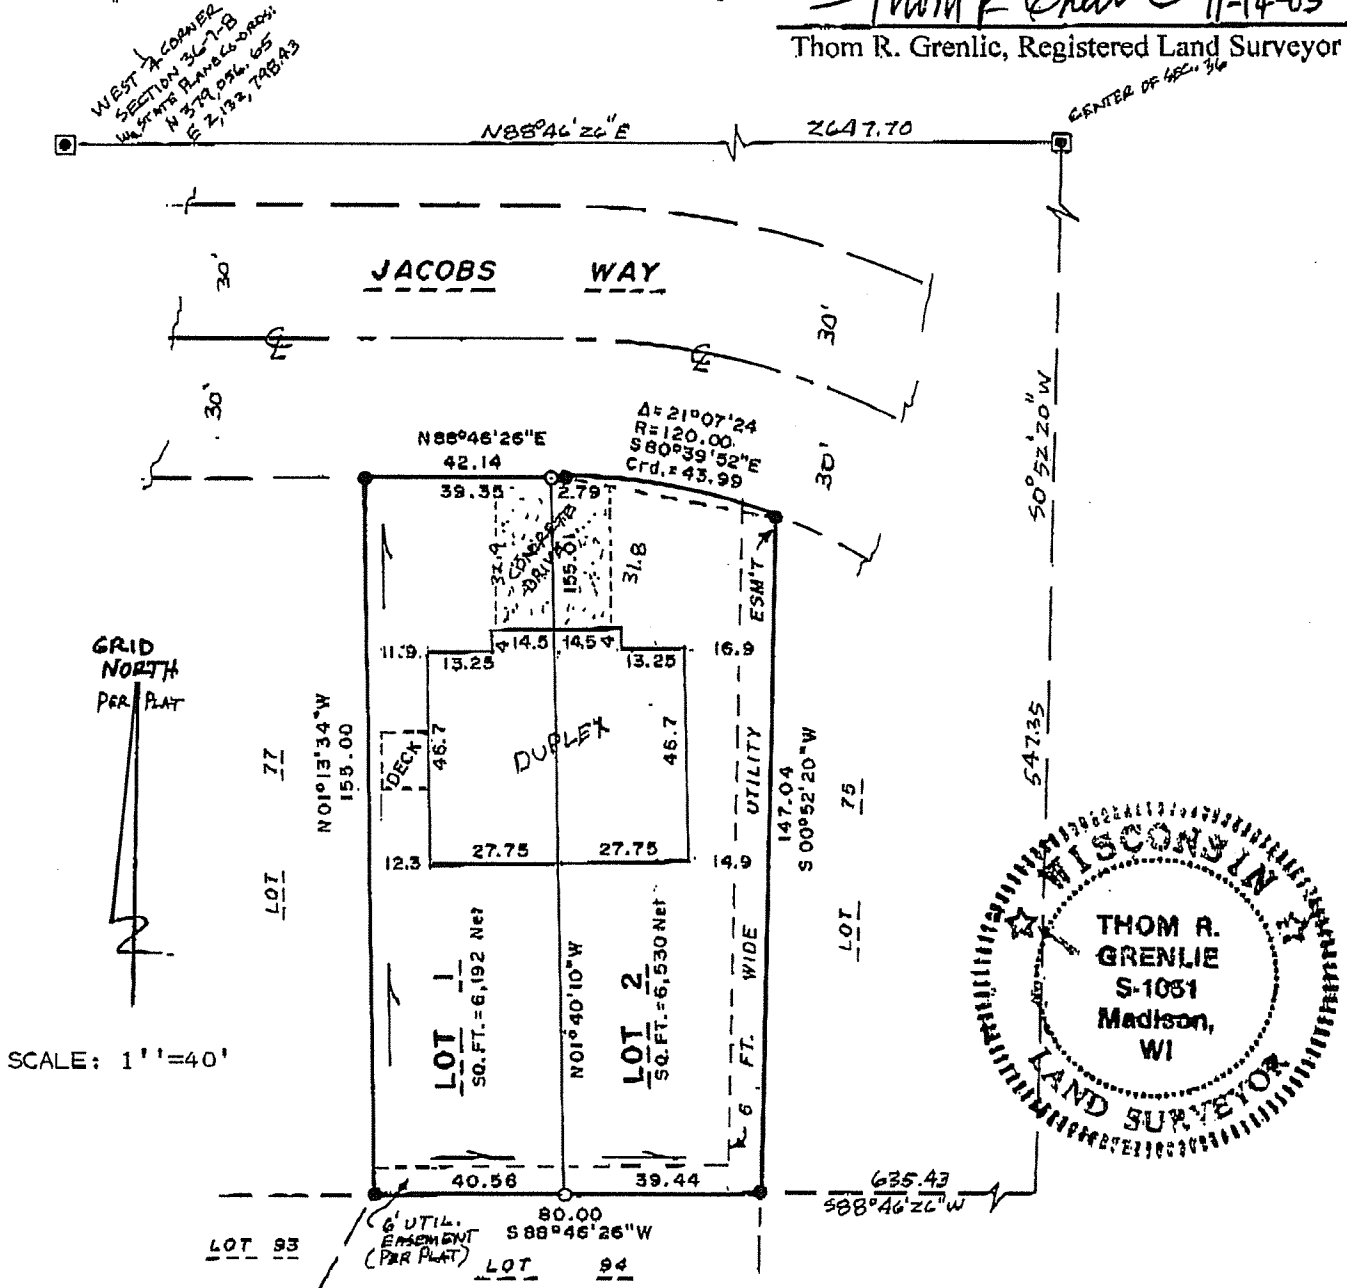 11-14-03
Thom R. Grenlie, Registered Land Surveyor
WEST ¼ CORNER
SECTION 36-7-8
STATE PLANE COORDS:
N 379,056.65
E 2,132,798.43
CENTER OF SEC. 36
N88°46'26"E
2647.70
JACOBS WAY
30'
30'
30'
30'
℄
℄
Δ=21°07'24
R=120.00
S80°39'52"E
Crd.=43.99
N88°46'26"E
42.14
39.35
2.79
CONCRETE
DRIVE
32.9
155.01
31.8
ESM'T
S0°52'20"W
547.35
GRID
NORTH
PER PLAT
11.9
13.25
4
14.5
14.5
4
13.25
16.9
N01°13'34"W
155.00
46.7
DECK
DUPLEX
46.7
UTILITY
147.04
S 00°52'20"W
LOT 77
LOT 75
12.3
27.75
27.75
14.9
LOT 1
SQ. FT.=6,192 Net
N01°40'10"W
LOT 2
SQ. FT.=6,530 Net
6 FT. WIDE
WISCONSIN
THOM R.
GRENLIE
S-1051
Madison,
WI
LAND SURVEYOR
SCALE: 1''=40'
40.56
39.44
635.43
S88°46'26"W
80.00
S 88°46'26"W
6' UTIL.
EASEMENT
(PER PLAT)
LOT 93
LOT 94